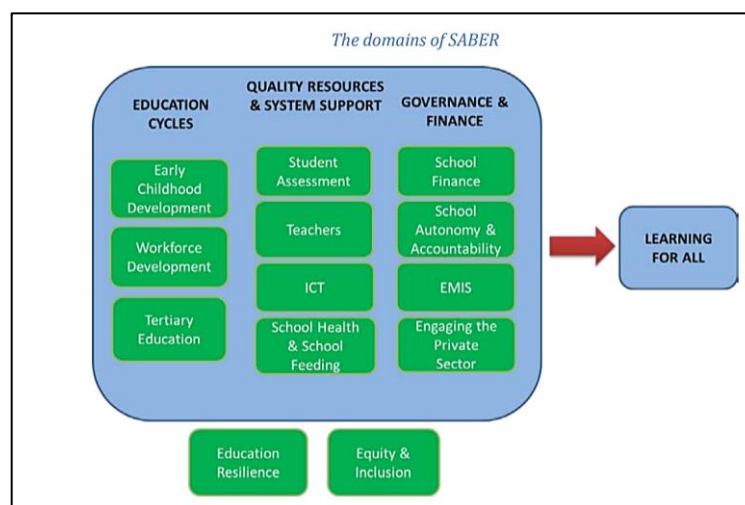 The domains of SABER
EDUCATION
CYCLES
Early
Childhood
Development
Workforce
Development
Tertiary
Education
QUALITY RESOURCES
& SYSTEM SUPPORT
Student
Assessment
Teachers
ICT
School Health
& School
Feeding
GOVERNANCE &
FINANCE
School
Finance
School
Autonomy &
Accountability
EMIS
Engaging the
Private
Sector
LEARNING
FOR ALL
Education
Resilience
Equity &
Inclusion